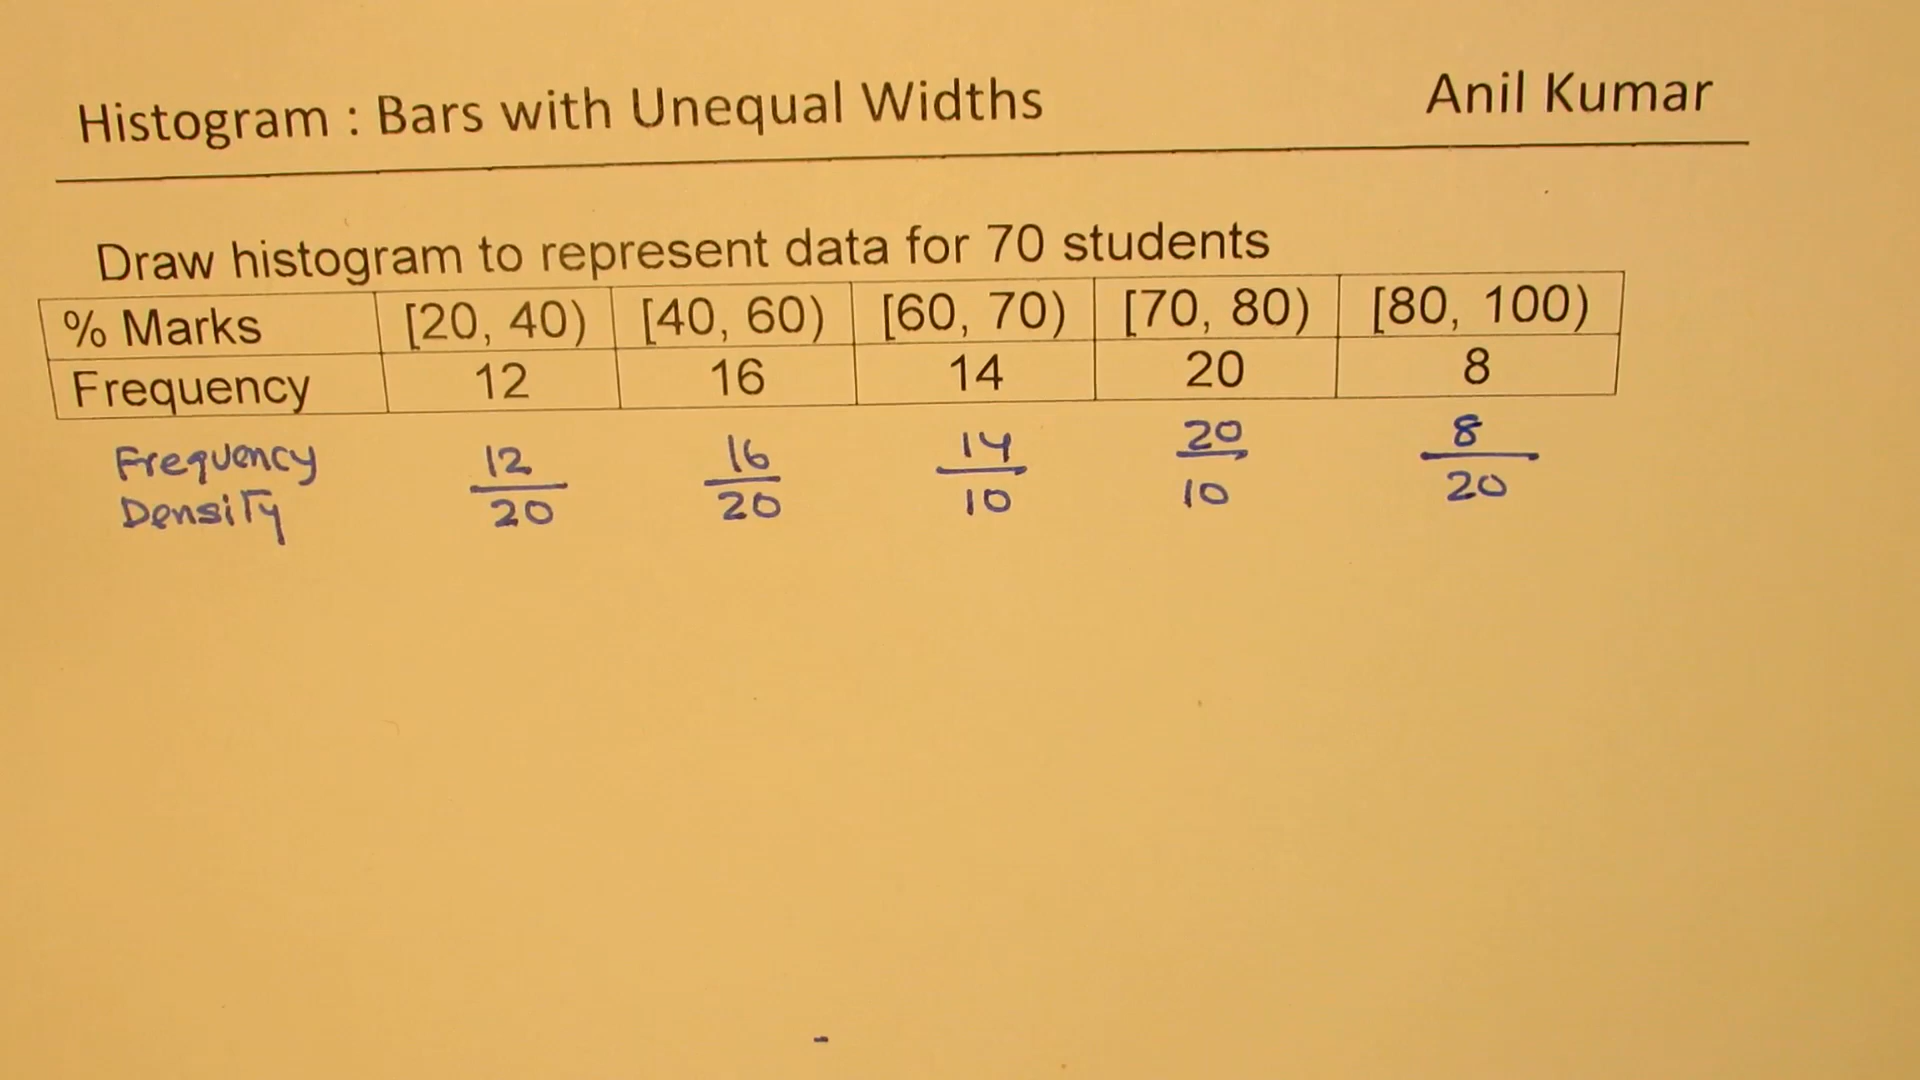 Histogram : Bars with Unequal Widths Anil Kumar
Draw histogram to represent data for 70 students
% Marks [20, 40) [40, 60) [60, 70) [70, 80) [80, 100)
Frequency 12 16 14 20 8
Frequency 12 16 14 20 8
Density 20 20 10 10 20